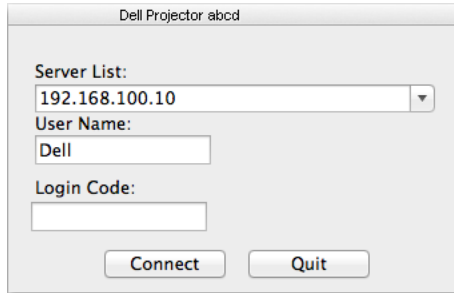 Dell Projector abcd
Server List:
192.168.100.10
User Name:
Dell
Login Code:
Connect Quit